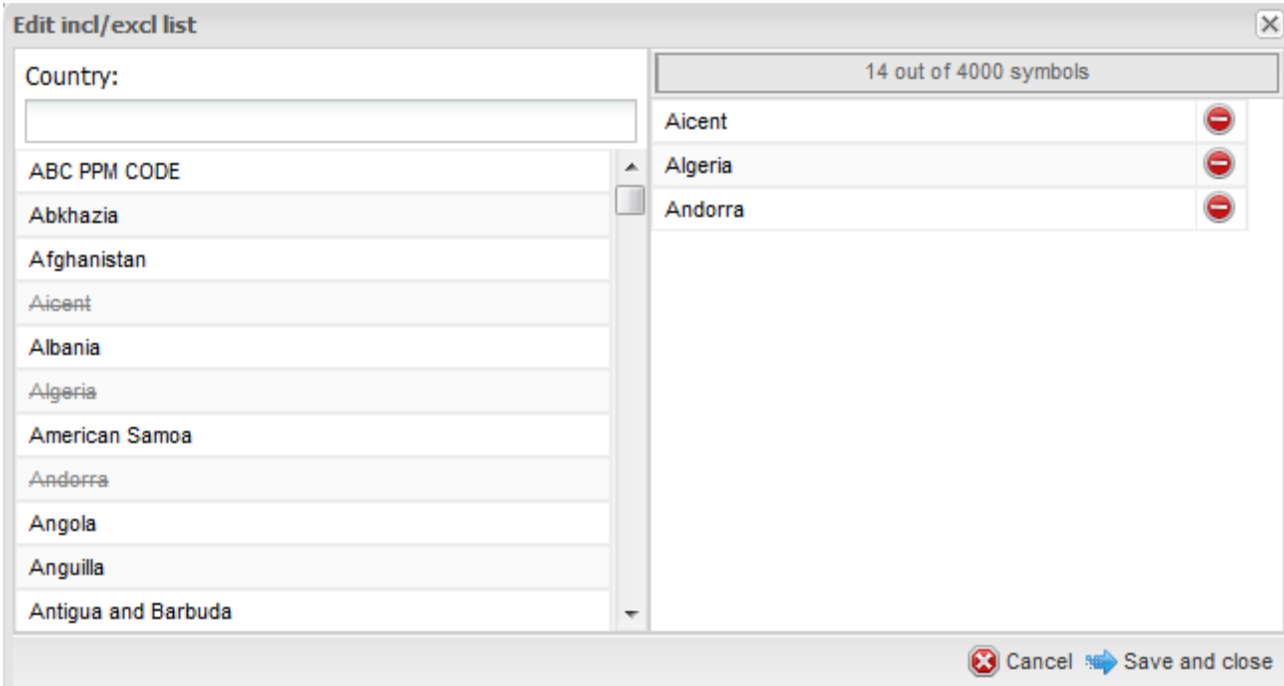 Edit incl/excl list
Country:
ABC PPM CODE
Abkhazia
Afghanistan
Aicent
Albania
Algeria
American Samoa
Andorra
Angola
Anguilla
Antigua and Barbuda
14 out of 4000 symbols
Aicent
Algeria
Andorra
Cancel Save and close